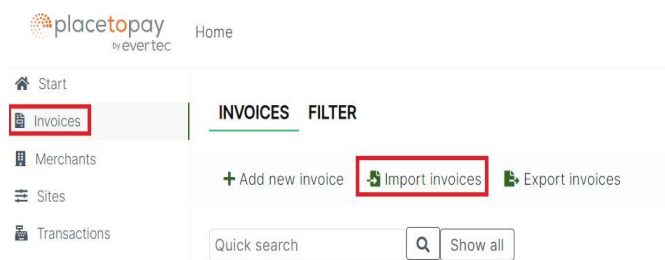 placetopay
by evertec
Home
Start
Invoices
Merchants
Sites
Transactions
INVOICES FILTER
Add new invoice Import invoices Export invoices
Quick search Show all